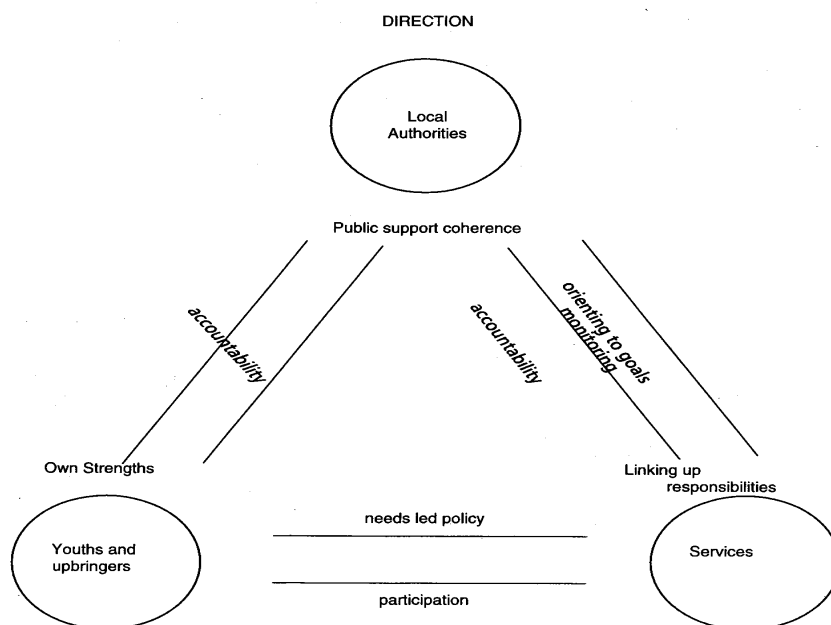 DIRECTION
Local
Authorities
Public support coherence
accountability
accountability
orienting to goals
monitoring
Own Strengths
Linking up
responsibilities
Youths and
upbringers
needs led policy
Services
participation